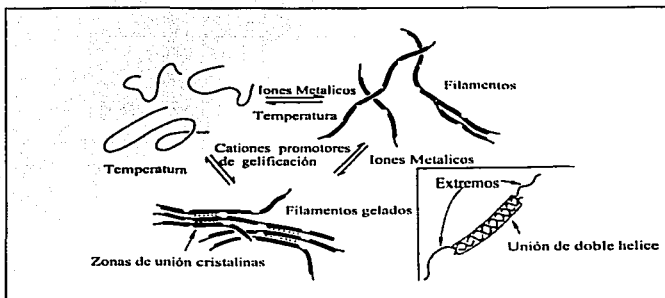 Iones Metalicos
Temperatura
Filamentos
Cationes promotores
de gelificación
Temperatura
Iones Metalicos
Extremos
Filamentos gelados
Unión de doble helice
Zonas de unión cristalinas